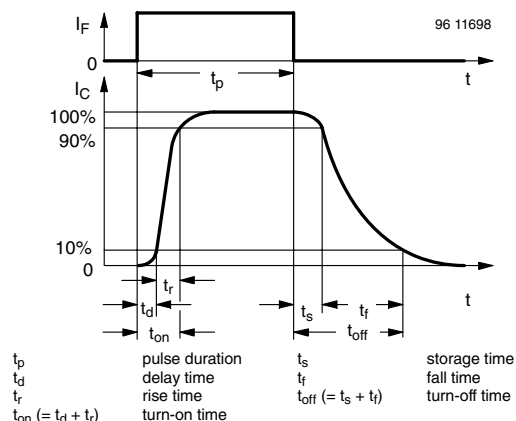 I_F
96 11698
0
t_p
t
I_C
100%
90%
10%
0
t_r
t_d
t_s
t_f
t
t_on
t_off
t_p pulse duration t_s storage time
t_d delay time t_f fall time
t_r rise time t_off (= t_s + t_f) turn-off time
t_on (= t_d + t_r) turn-on time